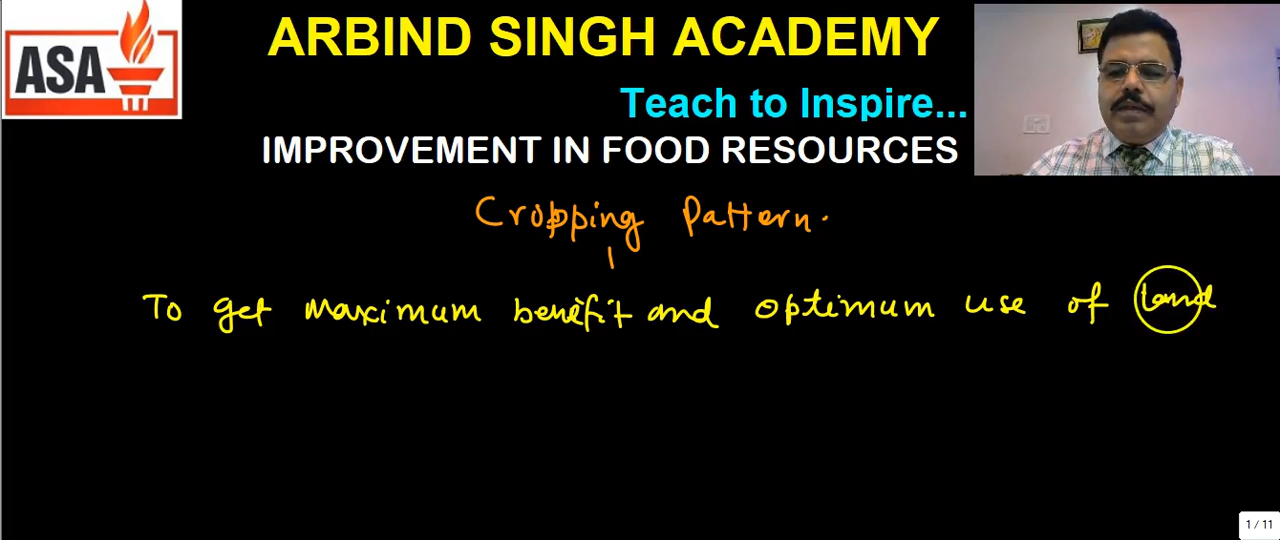 ASA
ARBIND SINGH ACADEMY
Teach to Inspire...
IMPROVEMENT IN FOOD RESOURCES
Cropping Pattern.
To get maximum benefit and optimum use of land
1 / 11